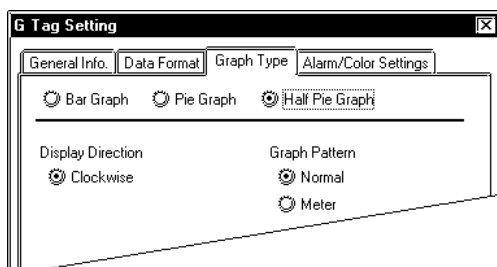 G Tag Setting
General Info. Data Format Graph Type Alarm/Color Settings
Bar Graph Pie Graph Half Pie Graph
Display Direction Graph Pattern
Clockwise Normal
Meter